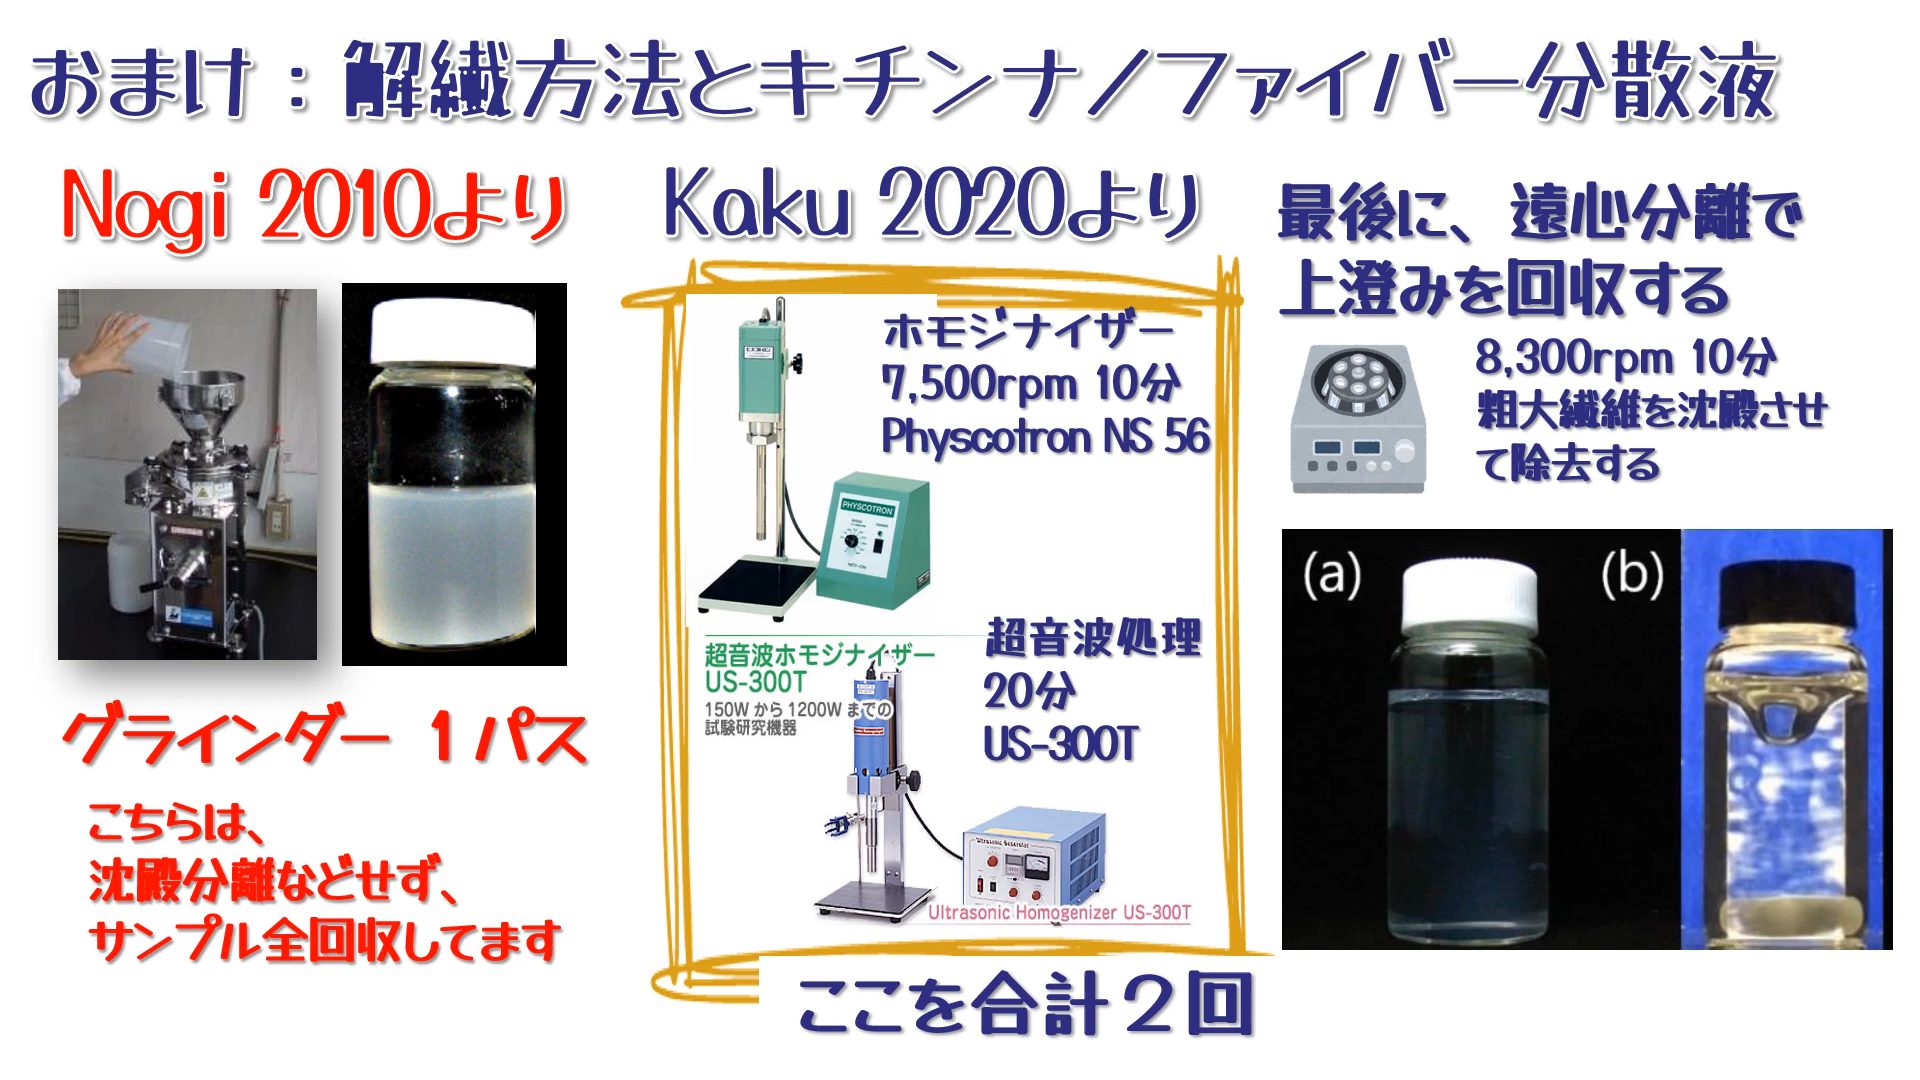 おまけ：解繊方法とキチンナノファイバー分散液
Nogi 2010より
グラインダー １パス
こちらは、
沈殿分離などせず、
サンプル全回収してます
Kaku 2020より
ホモジナイザー
7,500rpm 10分
Physcotron NS 56
PHYSCOTRON
超音波処理
20分
US-300T
超音波ホモジナイザー
US-300T
150W から 1200W までの
試験研究機器
Ultrasonic Generator
Ultrasonic Homogenizer US-300T
ここを合計２回
最後に、遠心分離で
上澄みを回収する
8,300rpm 10分
粗大繊維を沈殿させ
て除去する
(a)
(b)